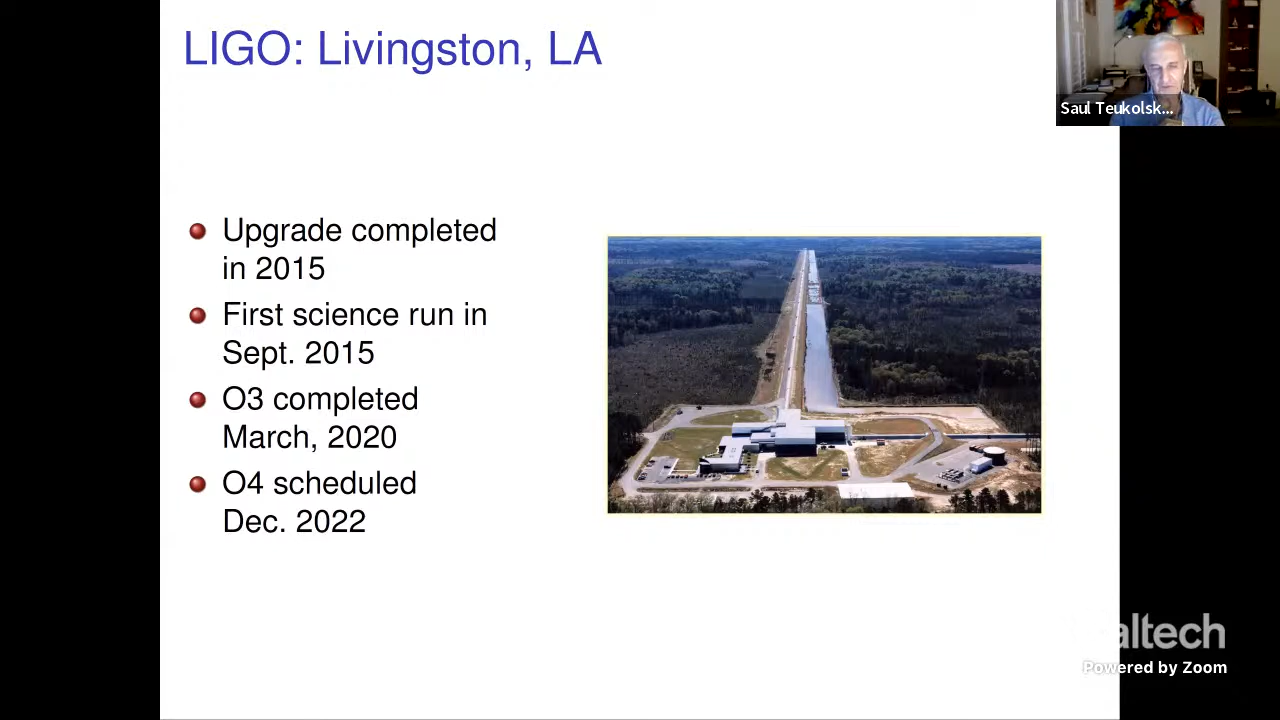 LIGO: Livingston, LA
Saul Teukolsk...
Upgrade completed
in 2015
First science run in
Sept. 2015
O3 completed
March, 2020
O4 scheduled
Dec. 2022
altech
Powered by Zoom